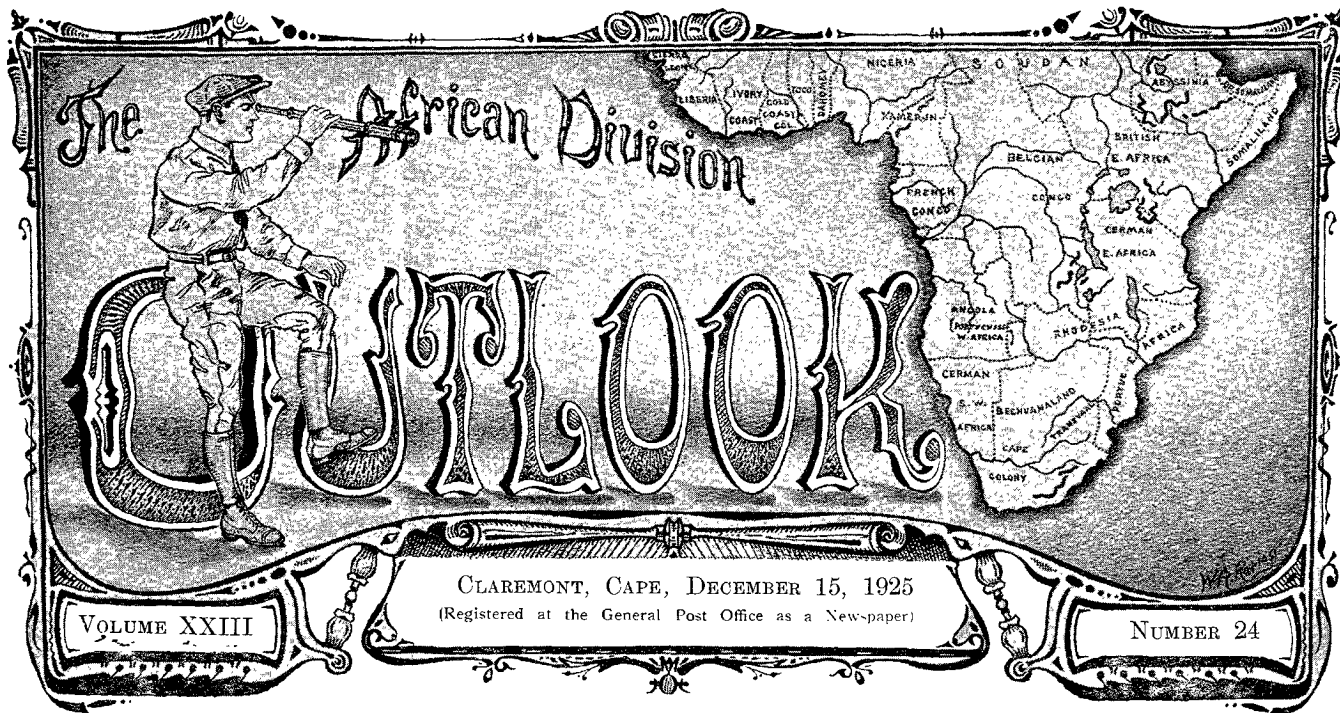 The African Division
OUTLOOK
LIBERIA
IVORY
COAST
GOLD
COAST
TOGO
DAHOMEY
NIGERIA
SOUDAN
KAMERUN
ABYSSINIA
SOMALILAND
BRITISH
E. AFRICA
BELGIAN
CONGO
FRENCH
CONGO
GERMAN
E. AFRICA
ANGOLA
W. AFRICA
RHODESIA
E. AFRICA
GERMAN
S. W.
AFRICA
BECHUANALAND
TRANSVAAL
CAPE
COLONY
CLAREMONT, CAPE, DECEMBER 15, 1925
(Registered at the General Post Office as a New-paper)
VOLUME XXIII
NUMBER 24